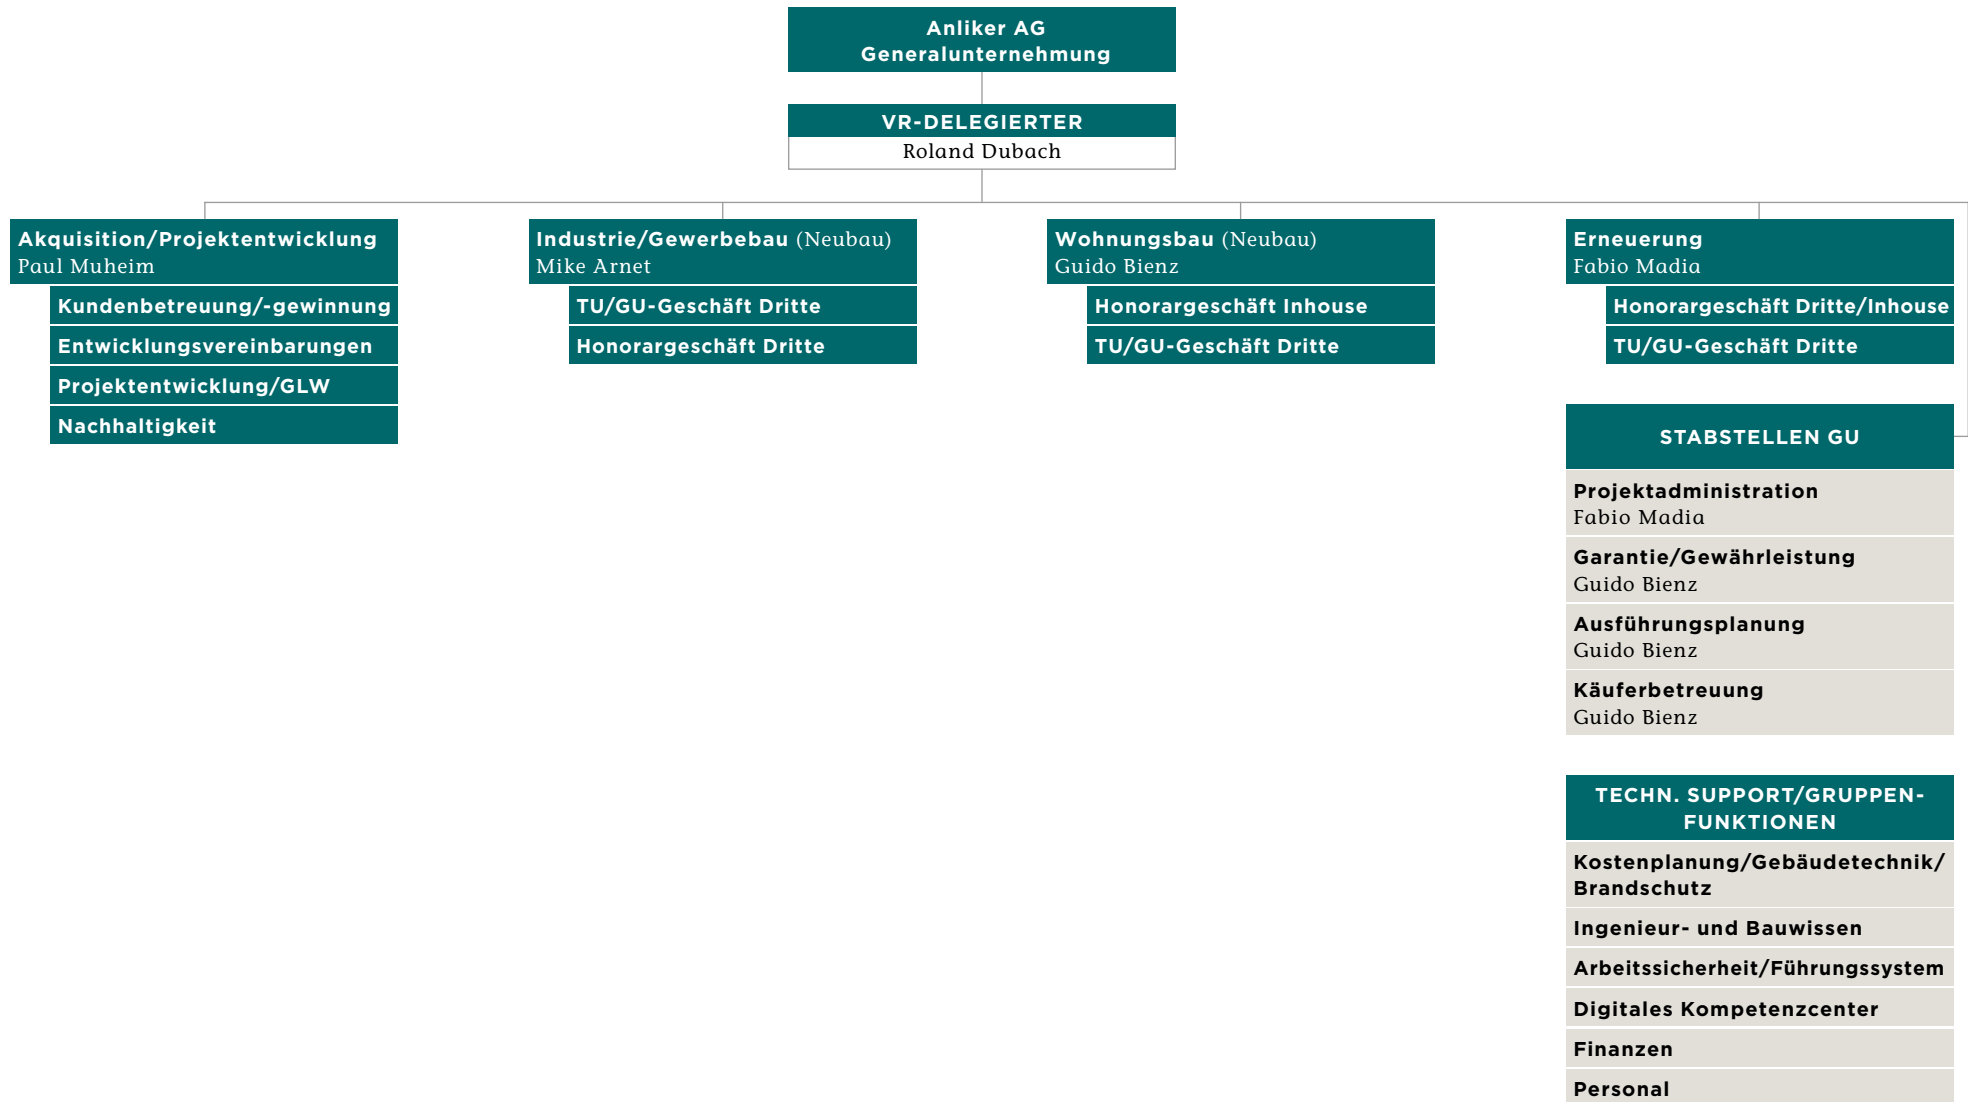 Anliker AG
Generalunternehmung
VR-DELEGIERTER
Roland Dubach
Akquisition/Projektentwicklung
Paul Muheim
Kundenbetreuung/-gewinnung
Entwicklungsvereinbarungen
Projektentwicklung/GLW
Nachhaltigkeit
Industrie/Gewerbebau (Neubau)
Mike Arnet
TU/GU-Geschäft Dritte
Honorargeschäft Dritte
Wohnungsbau (Neubau)
Guido Bienz
Honorargeschäft Inhouse
TU/GU-Geschäft Dritte
Erneuerung
Fabio Madia
Honorargeschäft Dritte/Inhouse
TU/GU-Geschäft Dritte
STABSTELLEN GU
Projektadministration
Fabio Madia
Garantie/Gewährleistung
Guido Bienz
Ausführungsplanung
Guido Bienz
Käuferbetreuung
Guido Bienz
TECHN. SUPPORT/GRUPPEN-
FUNKTIONEN
Kostenplanung/Gebäudetechnik/
Brandschutz
Ingenieur- und Bauwissen
Arbeitssicherheit/Führungssystem
Digitales Kompetenzcenter
Finanzen
Personal